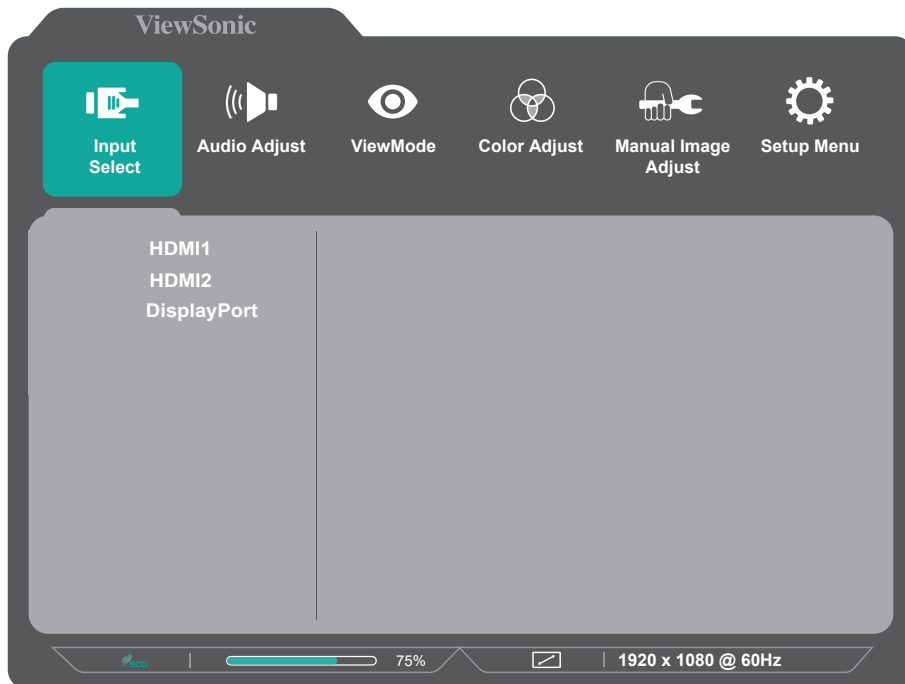 ViewSonic
Input
Select
Audio Adjust
ViewMode
Color Adjust
Manual Image
Adjust
Setup Menu
HDMI1
HDMI2
DisplayPort
eco
75%
1920 x 1080 @ 60Hz